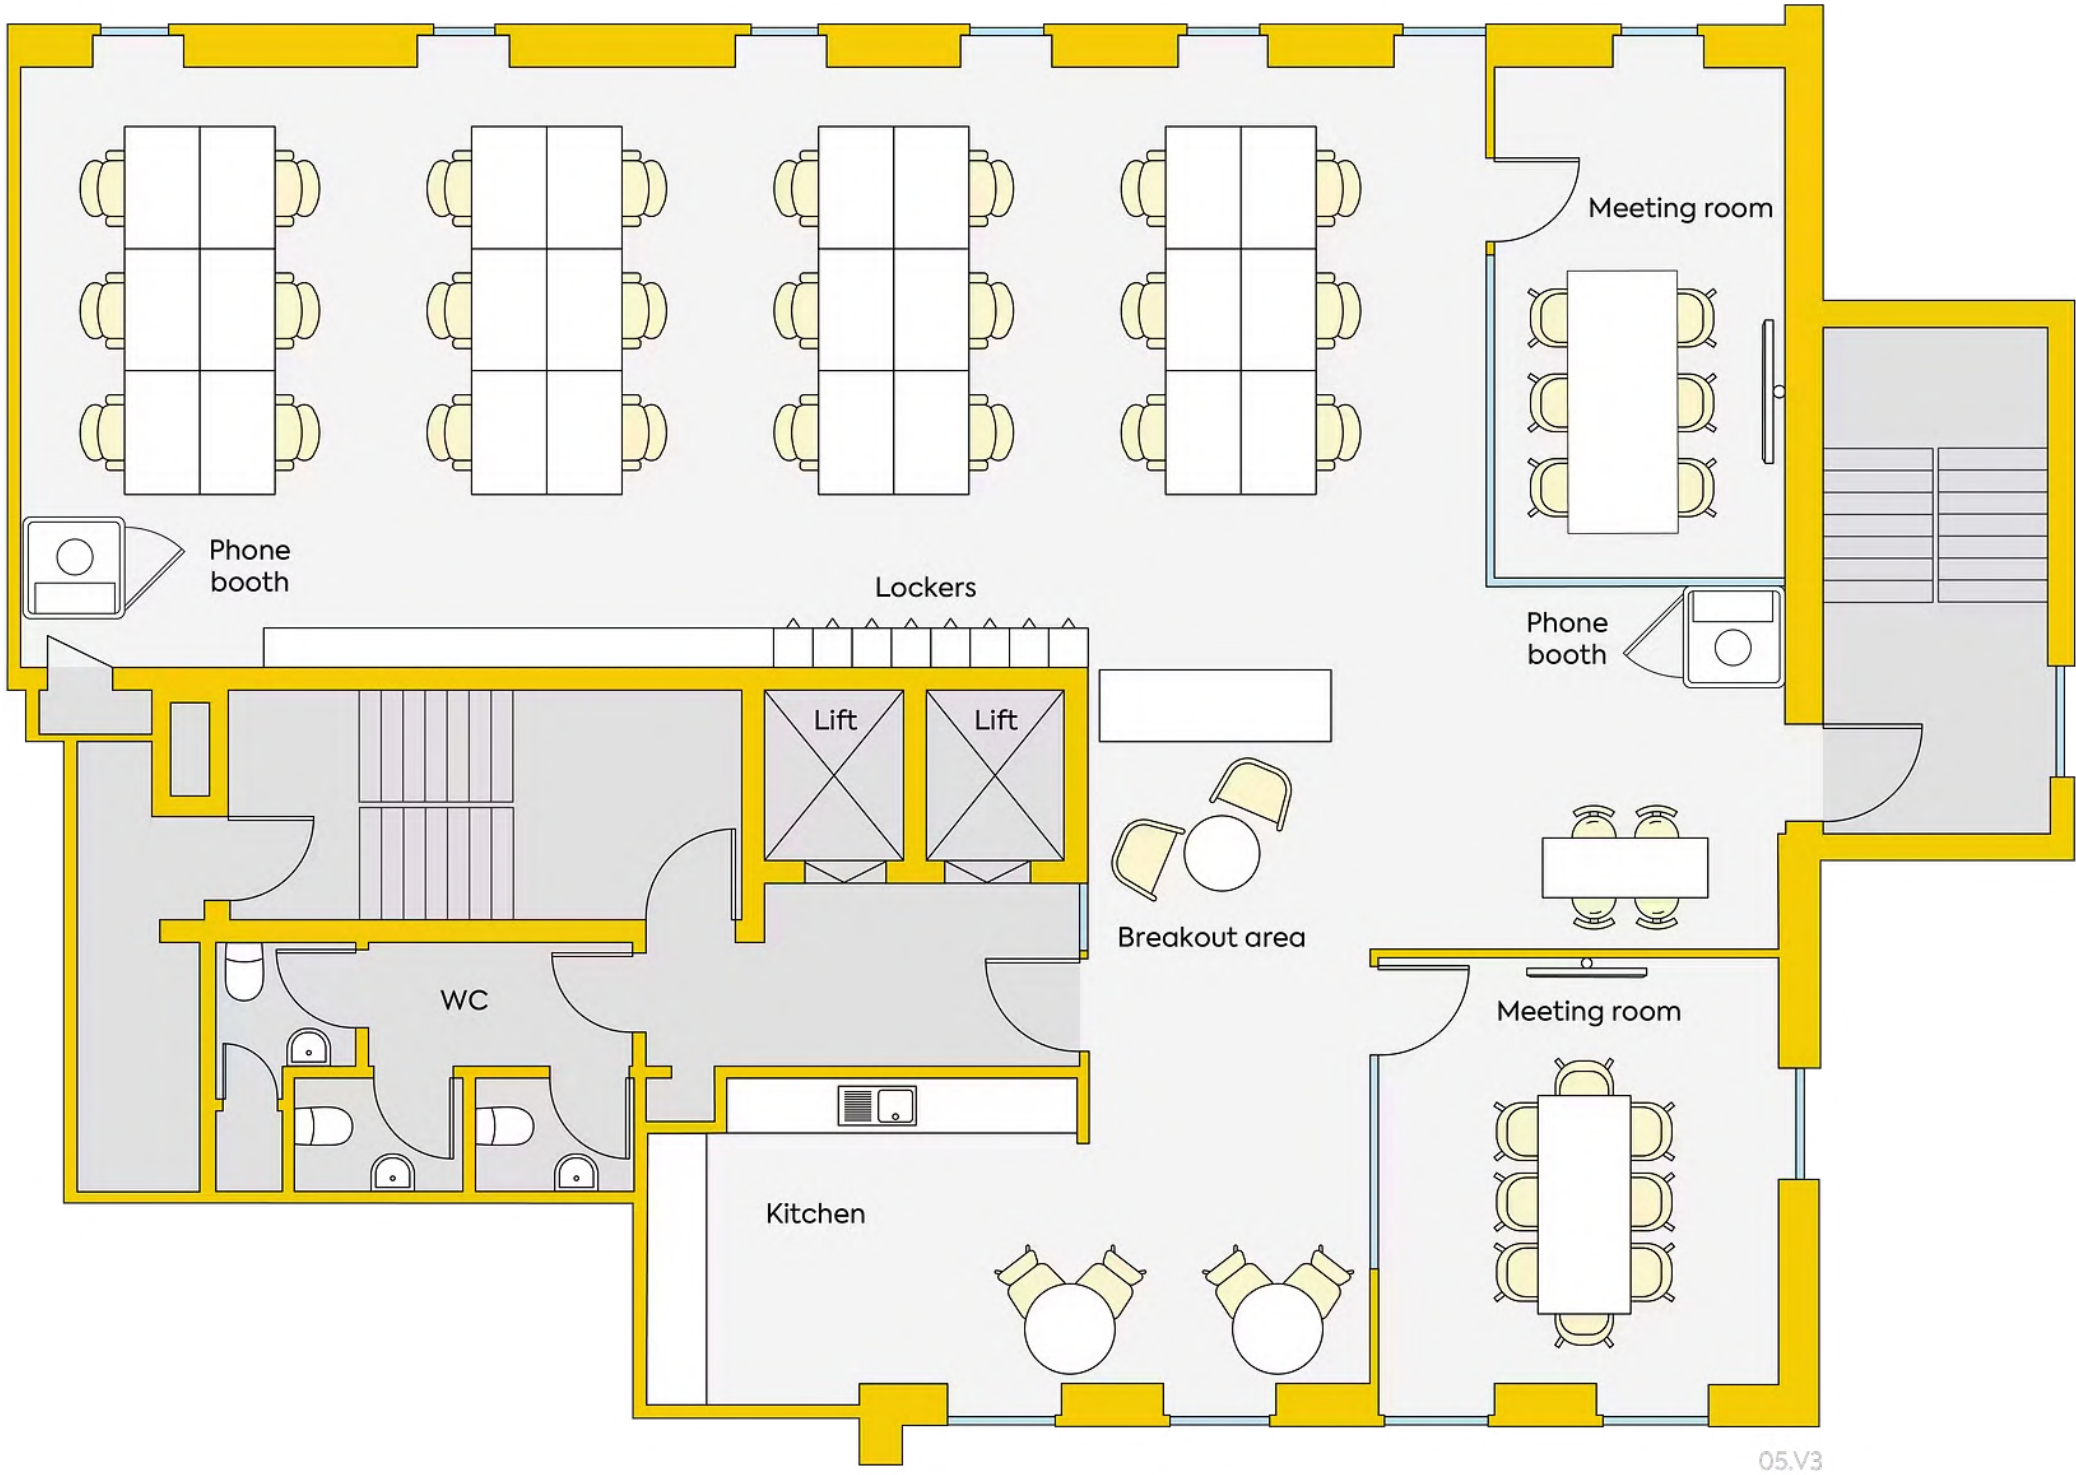 Meeting room
Phone
booth
Lockers
Phone
booth
Lift
Lift
Breakout area
WC
Meeting room
Kitchen
05.V3